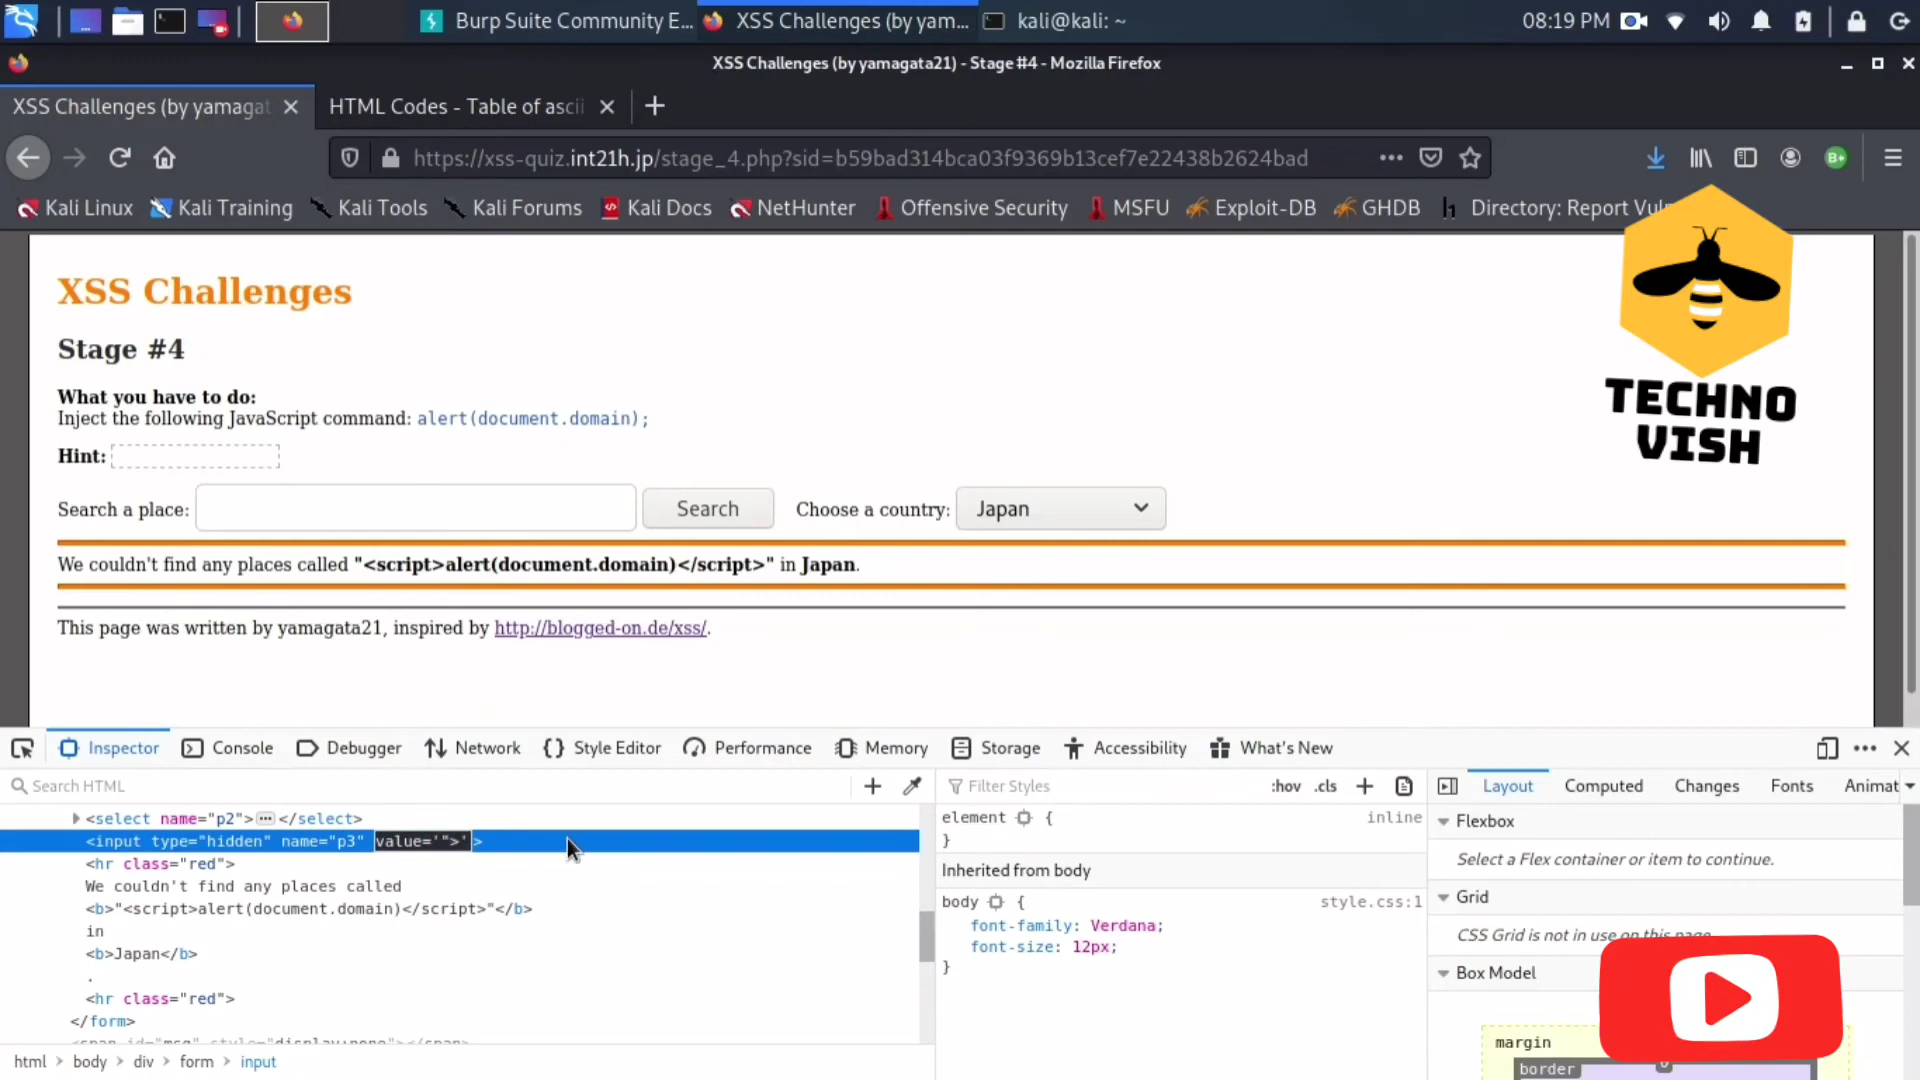 Burp Suite Community E...
XSS Challenges (by yam...
kali@kali: ~
08:19 PM
XSS Challenges (by yamagata21) - Stage #4 - Mozilla Firefox
XSS Challenges (by yamagat
HTML Codes - Table of ascii
https://xss-quiz.int21h.jp/stage_4.php?sid=b59bad314bca03f9369b13cef7e22438b2624bad
B+
Kali Linux
Kali Training
Kali Tools
Kali Forums
Kali Docs
NetHunter
Offensive Security
MSFU
Exploit-DB
GHDB
Directory: Report Vul
XSS Challenges
Stage #4
What you have to do:
Inject the following JavaScript command: alert(document.domain);
Hint:
Search a place:
Search
Choose a country:
Japan
We couldn't find any places called "<script>alert(document.domain)</script>" in Japan.
This page was written by yamagata21, inspired by http://blogged-on.de/xss/.
TECHNO
VISH
Inspector
Console
Debugger
Network
Style Editor
Performance
Memory
Storage
Accessibility
What's New
Search HTML
<select name="p2"> </select>
<input type="hidden" name="p3" value='">'>
<hr class="red">
We couldn't find any places called
<b>"<script>alert(document.domain)</script>"</b>
in
<b>Japan</b>
.
<hr class="red">
</form>
<span id="msg" style="display:none"></span>
html > body > div > form > input
Filter Styles
:hov .cls
element { inline
}
Inherited from body
body { style.css:1
font-family: Verdana;
font-size: 12px;
}
Layout
Computed
Changes
Fonts
Animat
Flexbox
Select a Flex container or item to continue.
Grid
CSS Grid is not in use on this page
Box Model
margin
border
0